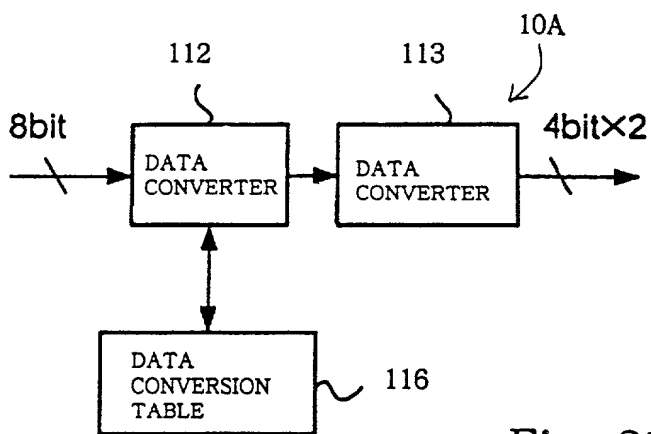 10A
112
113
8bit
4bit×2
DATA
CONVERTER
DATA
CONVERTER
DATA
CONVERSION
TABLE
116